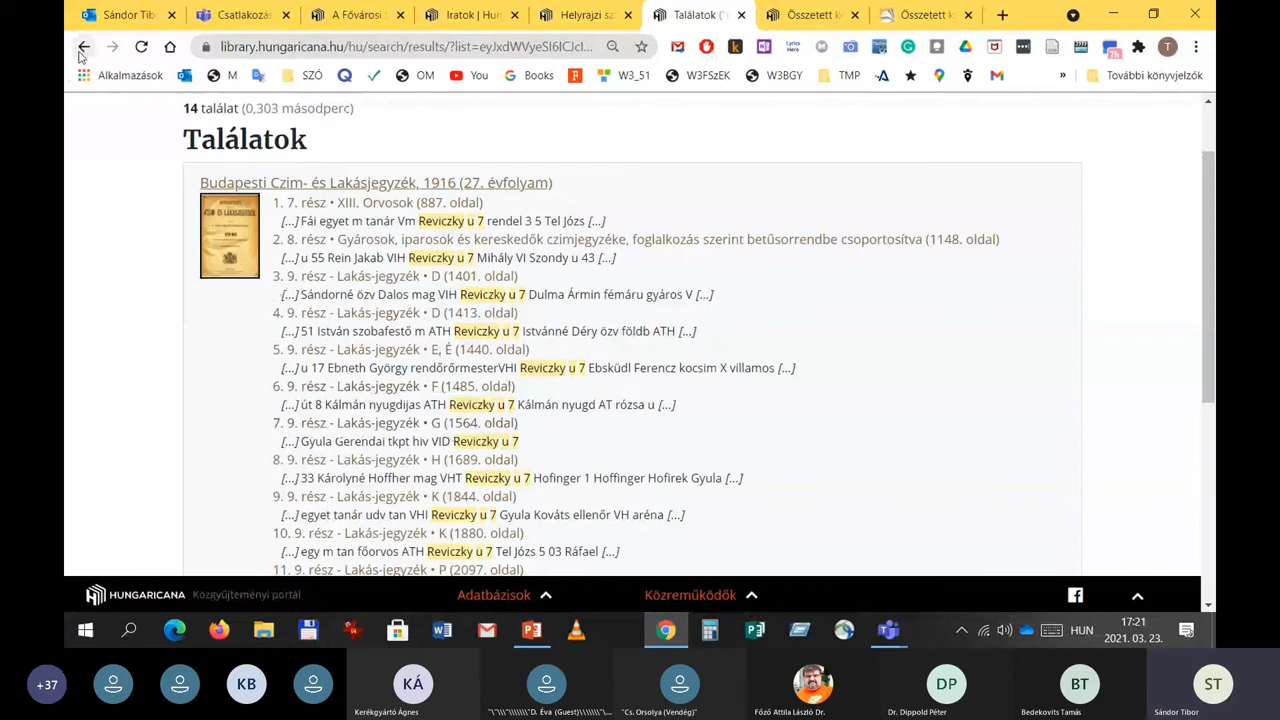 Sándor Tibo
Csatlakozás
A Fővárosi S
Iratok | Hun
Helyrajzi sz
Találatok ("
Összetett ke
Összetett ke
library.hungaricana.hu/hu/search/results/?list=eyJxdWVyeSI6ICJcI...
T
Alkalmazások
M
SZÓ
OM
You
Books
W3_51
W3FSzEK
W3BGY
TMP
»
További könyvjelzők
14 találat (0,303 másodperc)
Találatok
Budapesti Czim- és Lakásjegyzék, 1916 (27. évfolyam)
1. 7. rész • XIII. Orvosok (887. oldal)
[...] Fái egyet m tanár Vm Reviczky u 7 rendel 3 5 Tel Józs [...]
2. 8. rész • Gyárosok, iparosok és kereskedők czimjegyzéke, foglalkozás szerint betűsorrendbe csoportosítva (1148. oldal)
[...] u 55 Rein Jakab VIH Reviczky u 7 Mihály VI Szondy u 43 [...]
3. 9. rész - Lakás-jegyzék • D (1401. oldal)
[...] Sándorné özv Dalos mag VIH Reviczky u 7 Dulma Ármin fémáru gyáros V [...]
4. 9. rész - Lakás-jegyzék • D (1413. oldal)
[...] 51 István szobafestő m ATH Reviczky u 7 Istvánné Déry özv földb ATH [...]
5. 9. rész - Lakás-jegyzék • E, É (1440. oldal)
[...] u 17 Ebneth György rendőrőrmesterVHI Reviczky u 7 Ebsküdl Ferencz kocsim X villamos [...]
6. 9. rész - Lakás-jegyzék • F (1485. oldal)
[...] út 8 Kálmán nyugdijas ATH Reviczky u 7 Kálmán nyugd AT rózsa u [...]
7. 9. rész - Lakás-jegyzék • G (1564. oldal)
[...] Gyula Gerendai tkpt hiv VID Reviczky u 7
8. 9. rész - Lakás-jegyzék • H (1689. oldal)
[...] 33 Károlyné Hoffher mag VHT Reviczky u 7 Hofinger 1 Hoffinger Hofirek Gyula [...]
9. 9. rész - Lakás-jegyzék • K (1844. oldal)
[...] egyet tanár udv tan VHI Reviczky u 7 Gyula Kováts ellenőr VH aréna [...]
10. 9. rész - Lakás-jegyzék • K (1880. oldal)
[...] egy m tan főorvos ATH Reviczky u 7 Tel Józs 5 03 Ráfael [...]
11. 9. rész - Lakás-jegyzék • P (2097. oldal)
HUNGARICANA Közgyűjteményi portál
Adatbázisok
Közreműködők
HUN
17:21
2021. 03. 23.
+37
KB
KÁ
DP
BT
ST
Kerékgyártó Ágnes
"\"\\\"\\\\\\\"D. Éva (Guest)\\\\\\\"\...
"Cs. Orsolya (Vendég)"
Főző Attila László Dr.
Dr. Dippold Péter
Bedekovits Tamás
Sándor Tibor